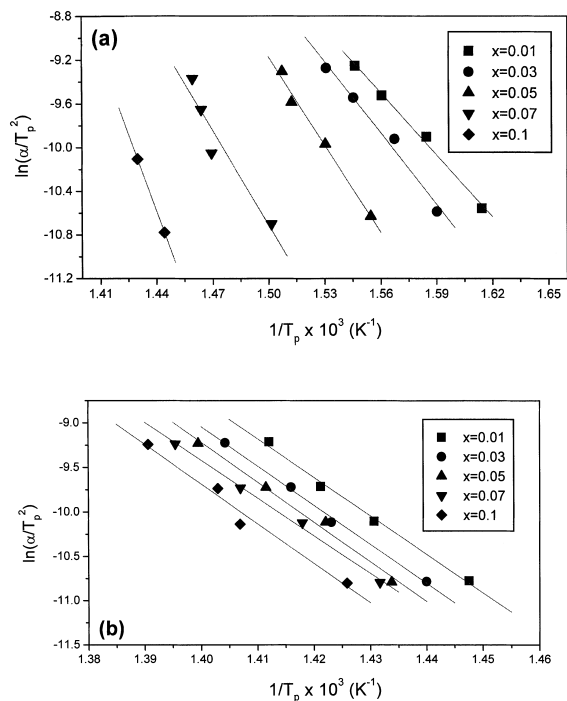 (a)
ln(α/Tₚ²)
-8.8
-9.2
-9.6
-10.0
-10.4
-10.8
-11.2
x=0.01
x=0.03
x=0.05
x=0.07
x=0.1
1.41 1.44 1.47 1.50 1.53 1.56 1.59 1.62 1.65
1/Tₚ x 10³ (K⁻¹)
ln(α/Tₚ²)
-9.0
-9.5
-10.0
-10.5
-11.0
-11.5
x=0.01
x=0.03
x=0.05
x=0.07
x=0.1
(b)
1.38 1.39 1.40 1.41 1.42 1.43 1.44 1.45 1.46
1/Tₚ x 10³ (K⁻¹)